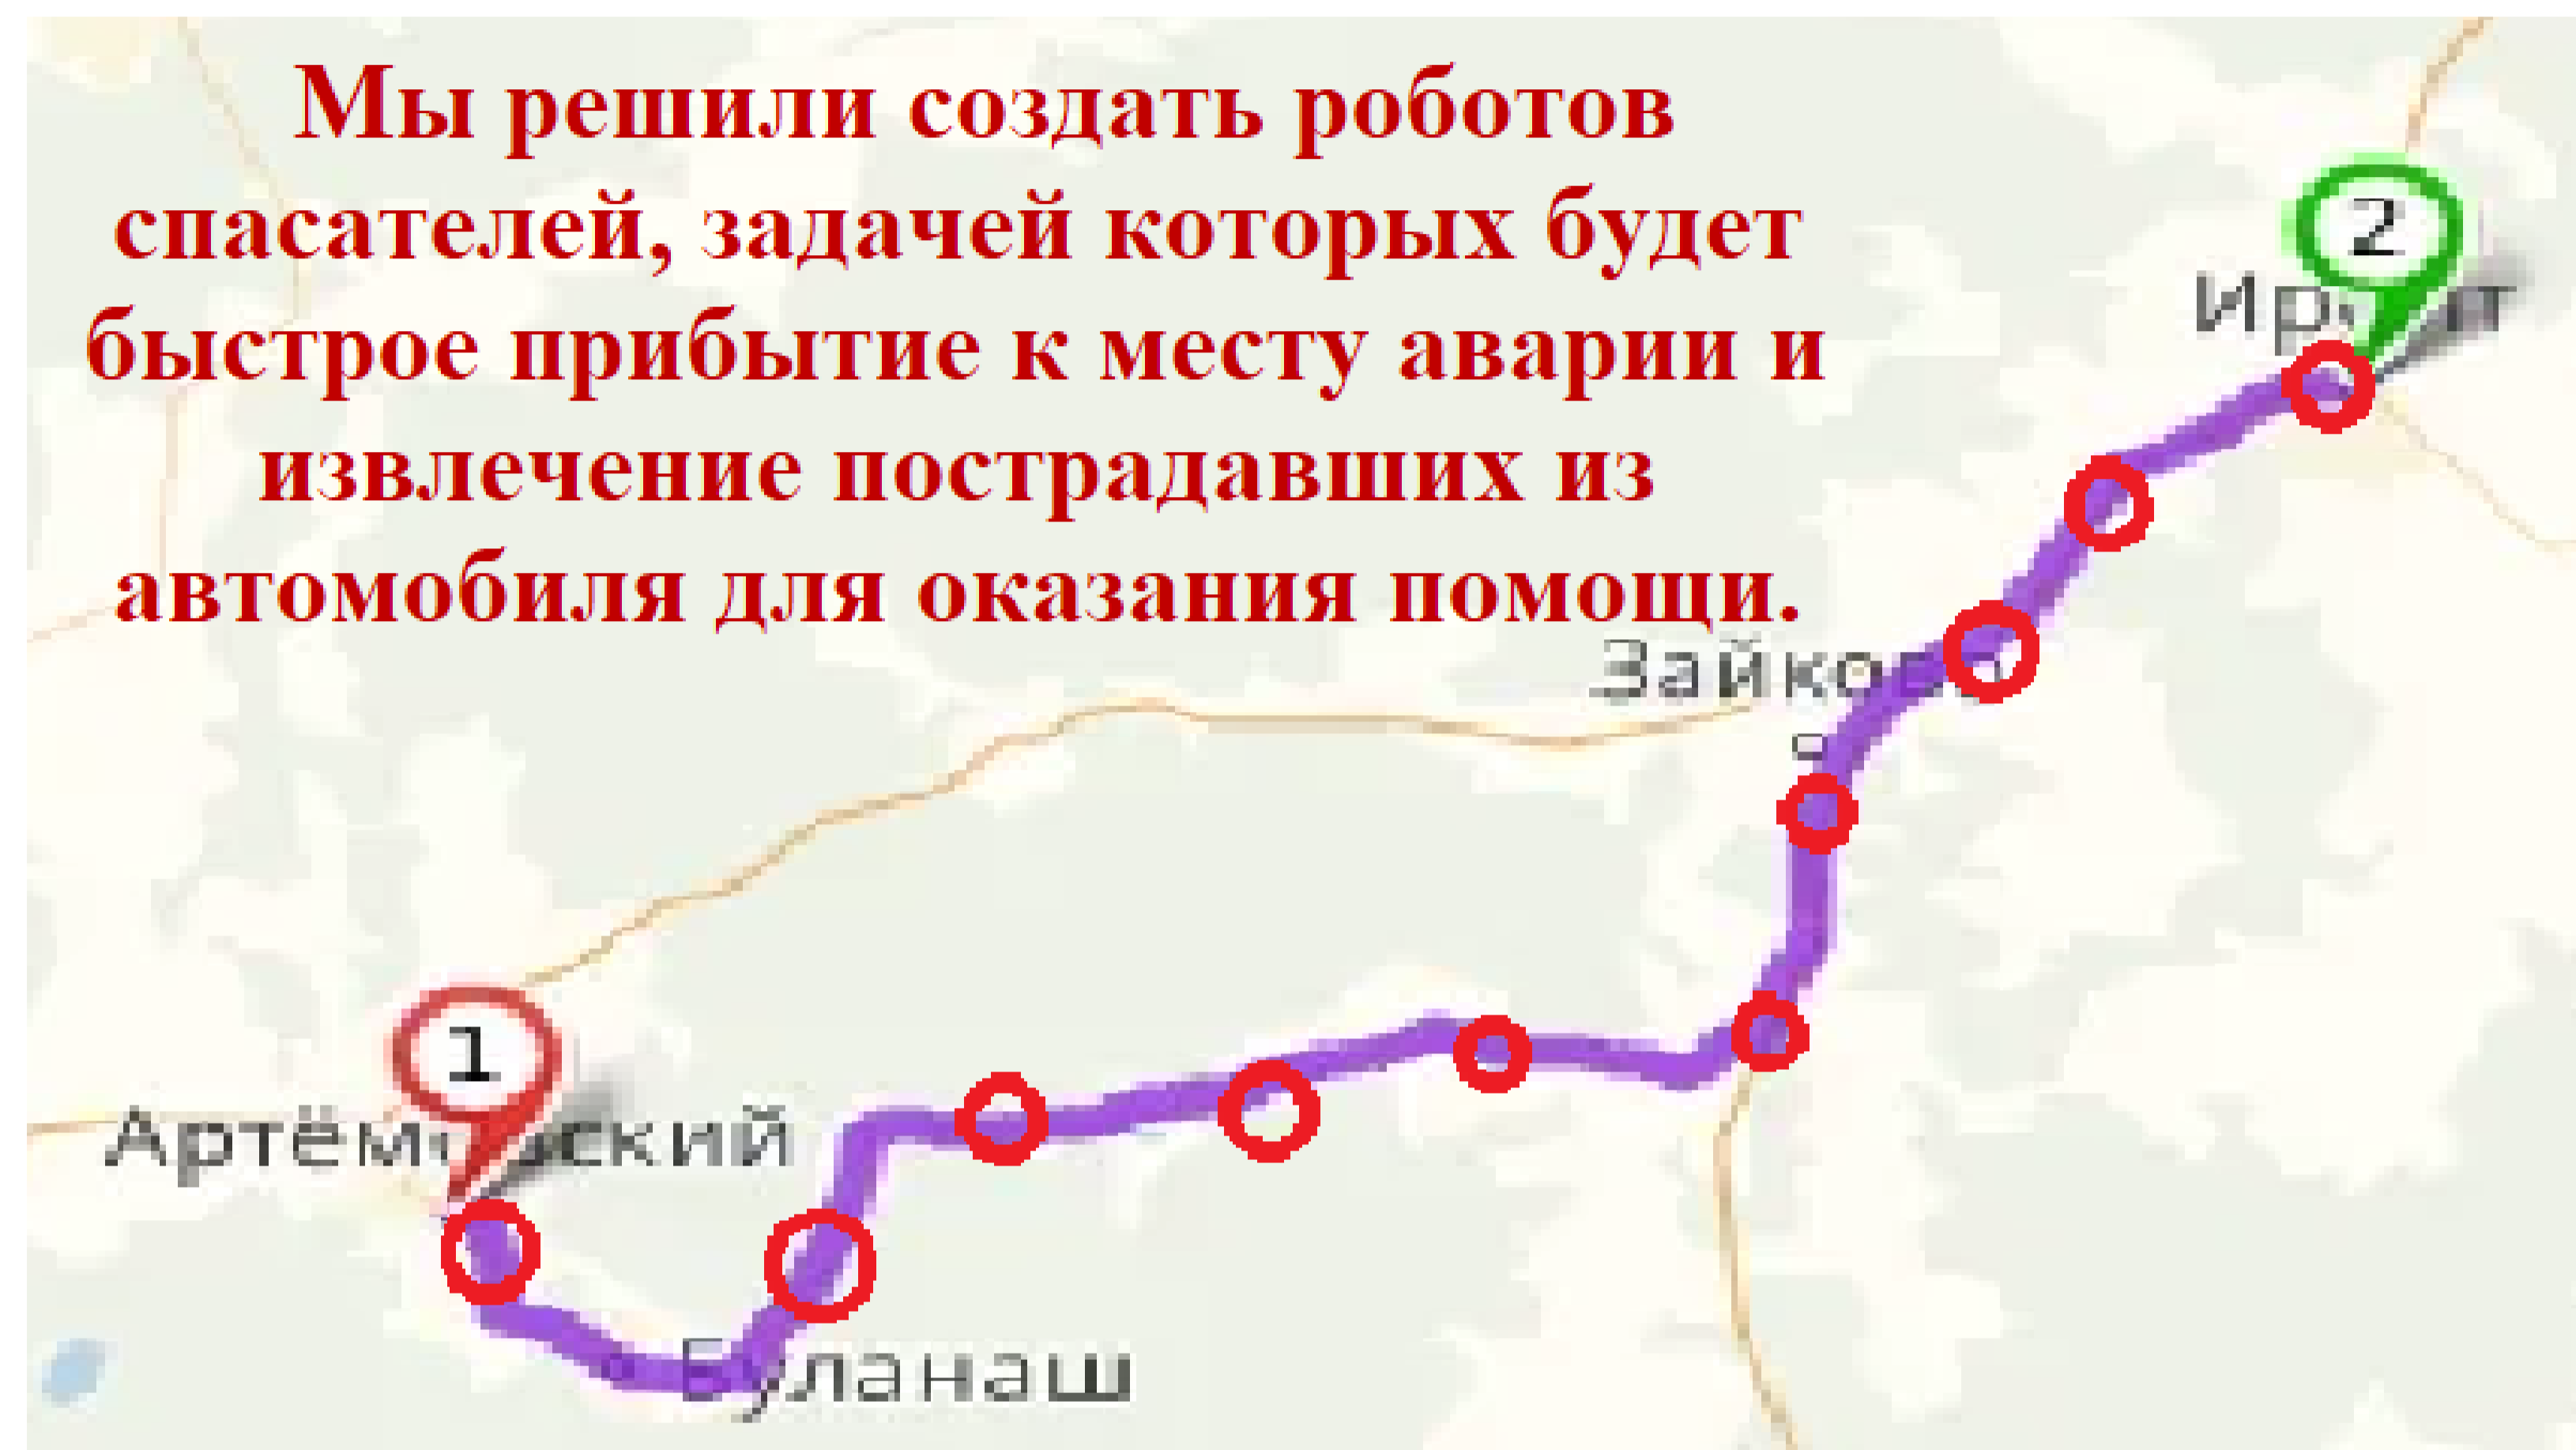 Мы решили создать роботов
спасателей, задачей которых будет
быстрое прибытие к месту аварии и
извлечение пострадавших из
автомобиля для оказания помощи.
2
1
Буланаш